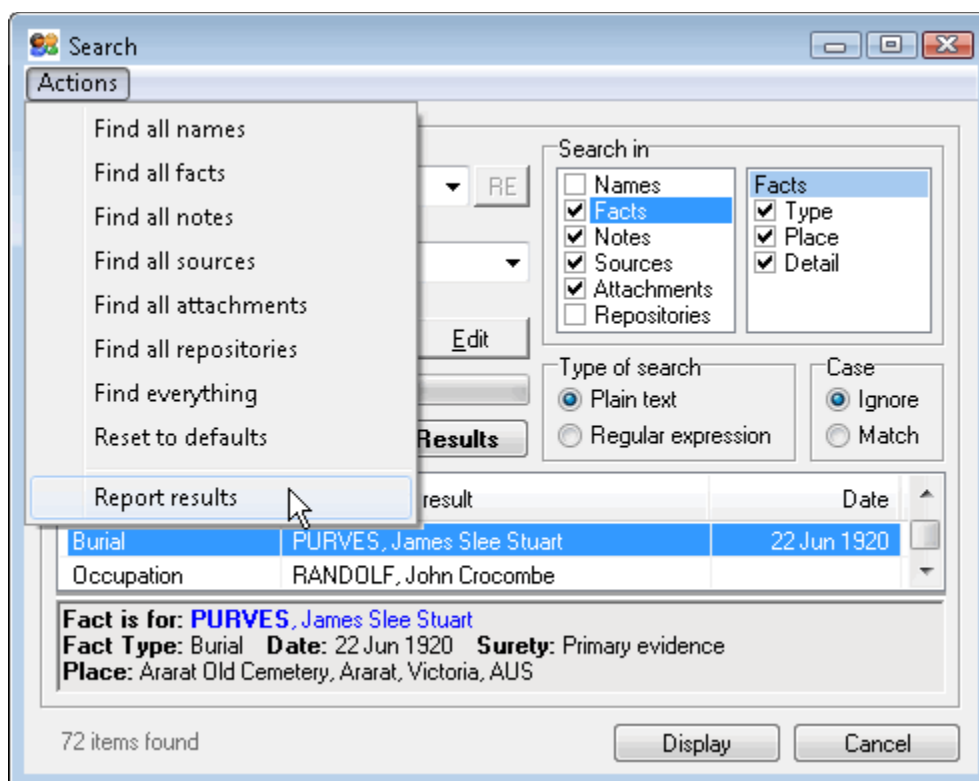 Search
Actions
Find all names
Find all facts
Find all notes
Find all sources
Find all attachments
Find all repositories
Find everything
Reset to defaults
Report results
RE
Edit
Results
Search in
Names
Facts
Notes
Sources
Attachments
Repositories
Facts
Type
Place
Detail
Type of search
Plain text
Regular expression
Case
Ignore
Match
result Date
Burial PURVES, James Slee Stuart 22 Jun 1920
Occupation RANDOLF, John Crocombe
Fact is for: PURVES, James Slee Stuart
Fact Type: Burial Date: 22 Jun 1920 Surety: Primary evidence
Place: Ararat Old Cemetery, Ararat, Victoria, AUS
72 items found
Display
Cancel